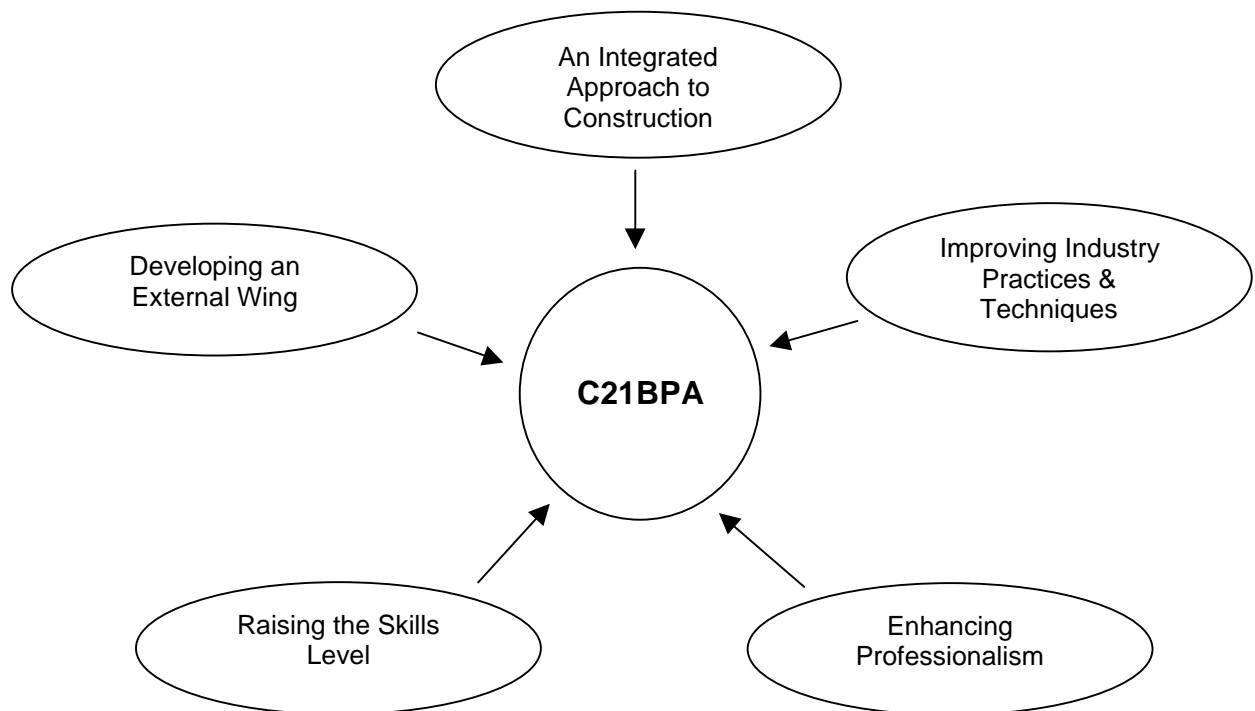 An Integrated
Approach to
Construction
Developing an
External Wing
Improving Industry
Practices &
Techniques
C21BPA
Raising the Skills
Level
Enhancing
Professionalism